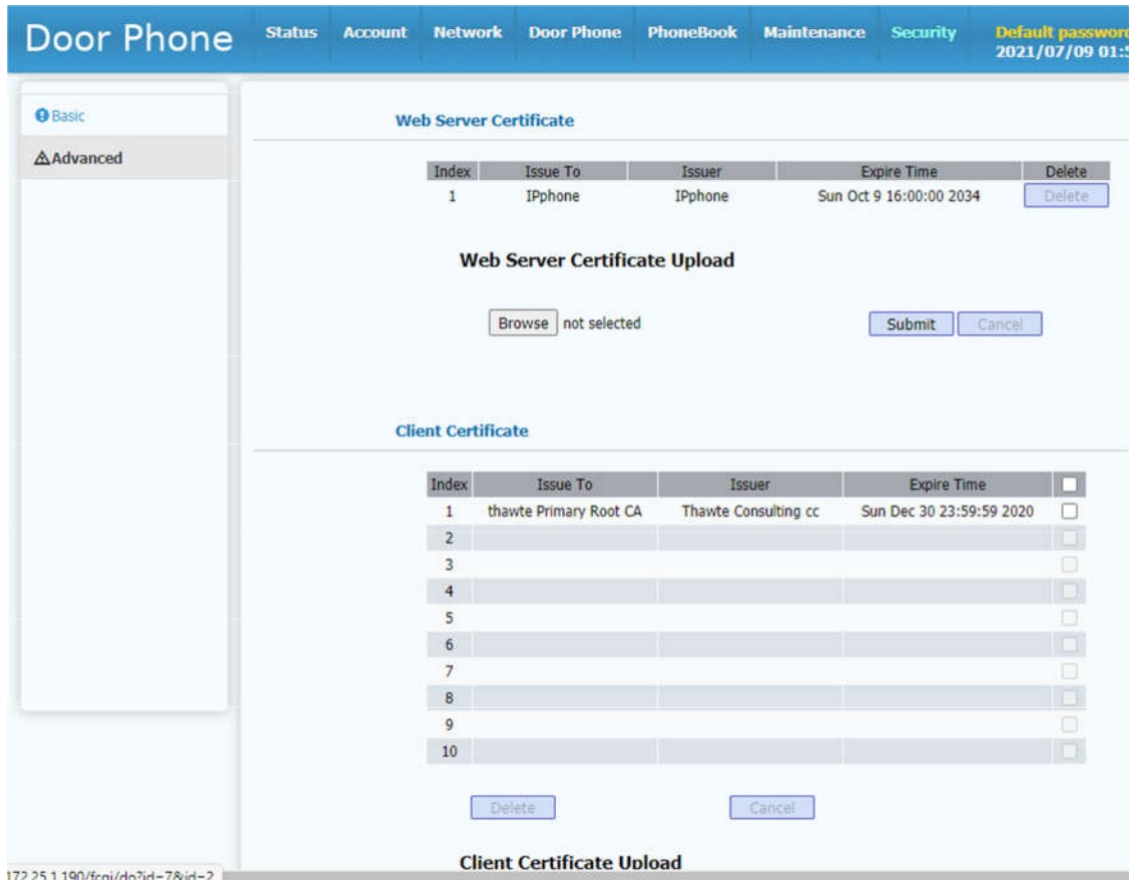 Door Phone Status Account Network Door Phone PhoneBook Maintenance Security Default password
2021/07/09 01:5
Basic
Advanced
Web Server Certificate
Index Issue To Issuer Expire Time Delete
1 IPphone IPphone Sun Oct 9 16:00:00 2034 Delete
Web Server Certificate Upload
Browse not selected Submit Cancel
Client Certificate
Index Issue To Issuer Expire Time
1 thawte Primary Root CA Thawte Consulting cc Sun Dec 30 23:59:59 2020
2
3
4
5
6
7
8
9
10
Delete Cancel
Client Certificate Upload
172.25.1.190/fcgi/do?id=7&id=2